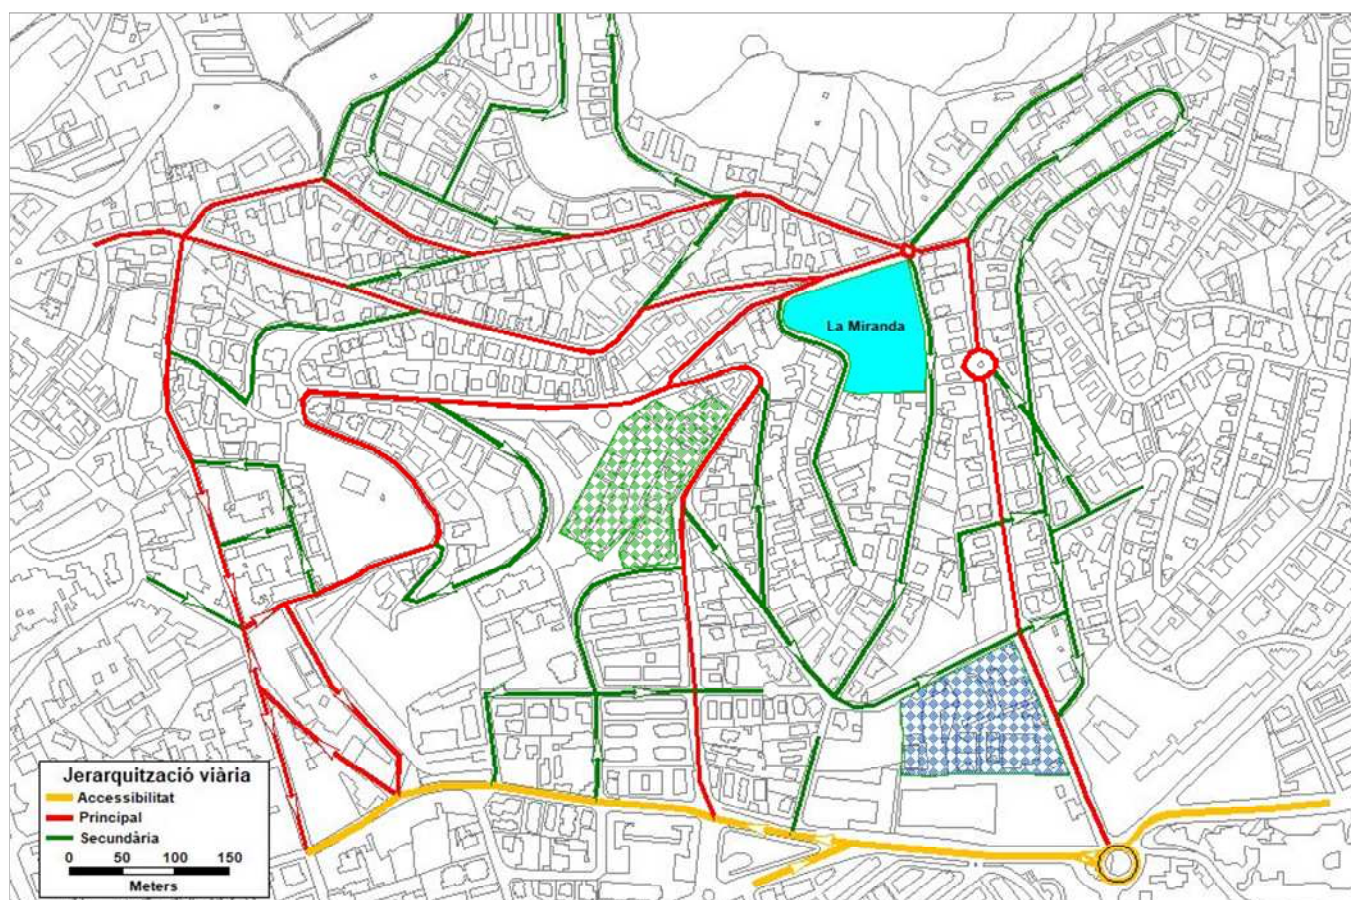 La Miranda
Jerarquització viària
Accessibilitat
Principal
Secundària
0 50 100 150
Meters